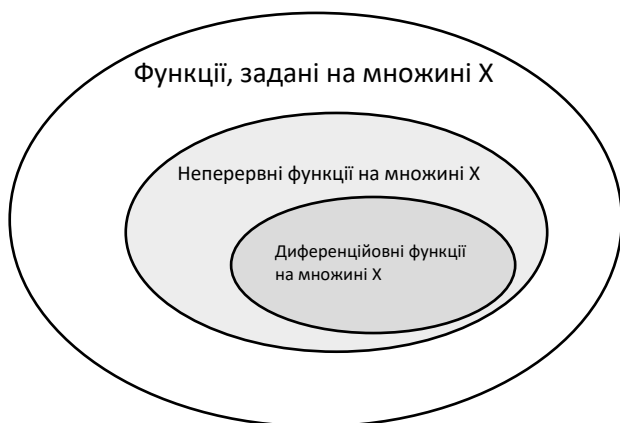 Функції, задані на множині X
Неперервні функції на множині X
Диференційовні функції
на множині X